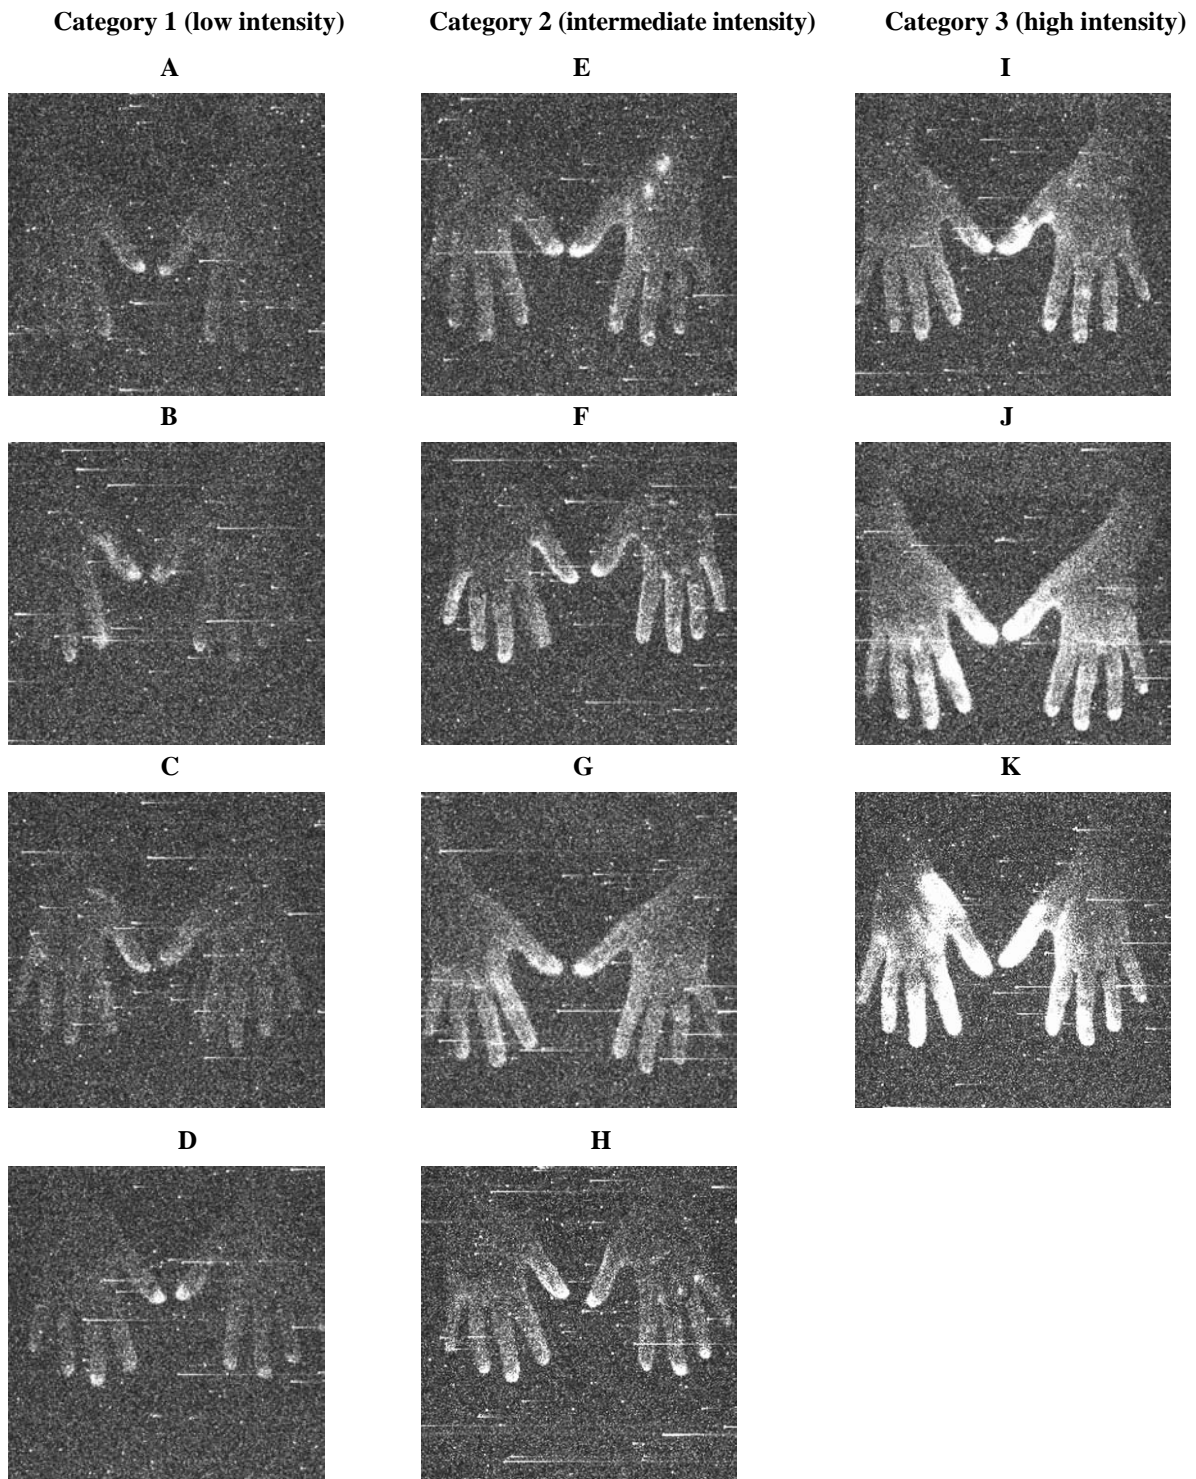 Category 1 (low intensity) Category 2 (intermediate intensity) Category 3 (high intensity)
A E I
B F J
C G K
D H